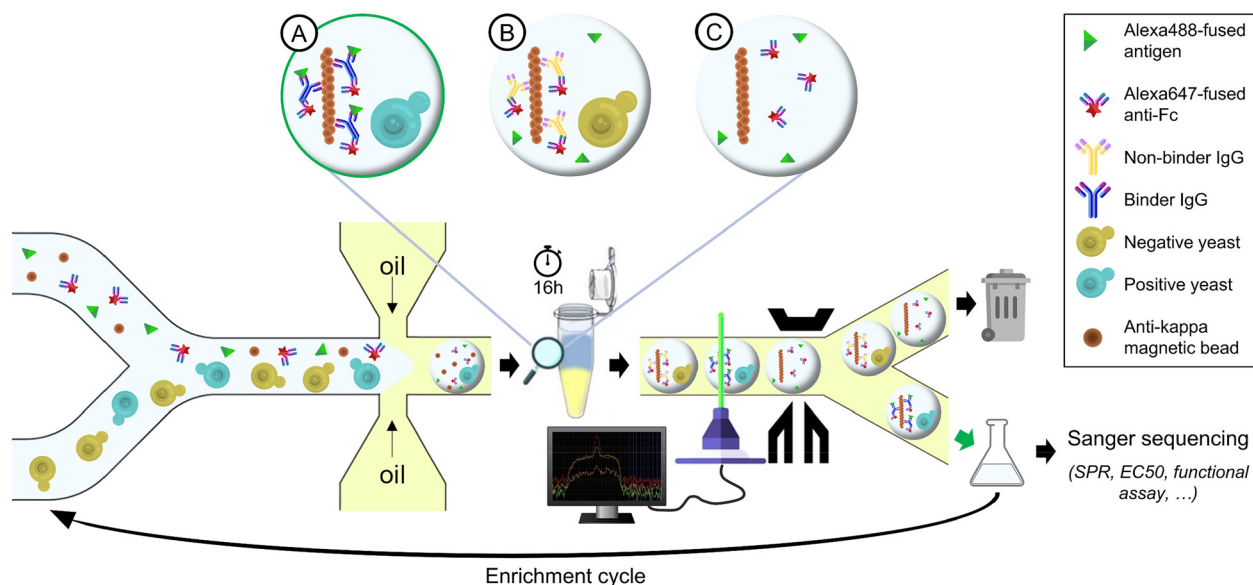 A
B
C
Alexa488-fused
antigen
Alexa647-fused
anti-Fc
Non-binder IgG
Binder IgG
Negative yeast
Positive yeast
Anti-kappa
magnetic bead
oil
16h
oil
Sanger sequencing
(SPR, EC50, functional
assay, ...)
Enrichment cycle